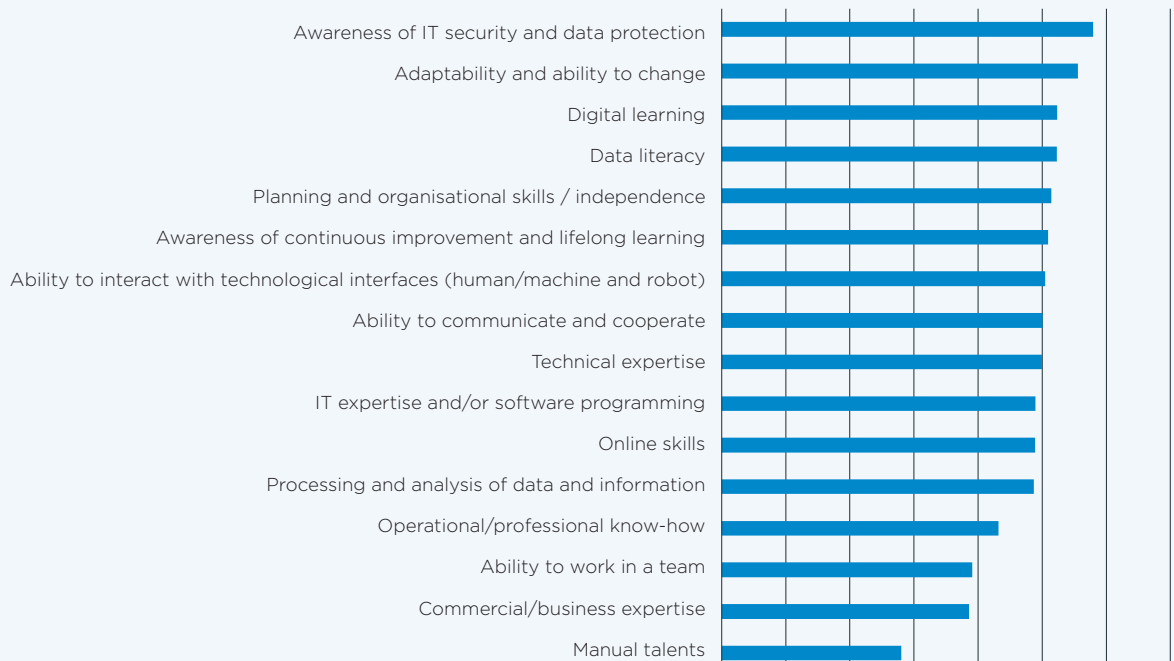 Awareness of IT security and data protection
Adaptability and ability to change
Digital learning
Data literacy
Planning and organisational skills / independence
Awareness of continuous improvement and lifelong learning
Ability to interact with technological interfaces (human/machine and robot)
Ability to communicate and cooperate
Technical expertise
IT expertise and/or software programming
Online skills
Processing and analysis of data and information
Operational/professional know-how
Ability to work in a team
Commercial/business expertise
Manual talents